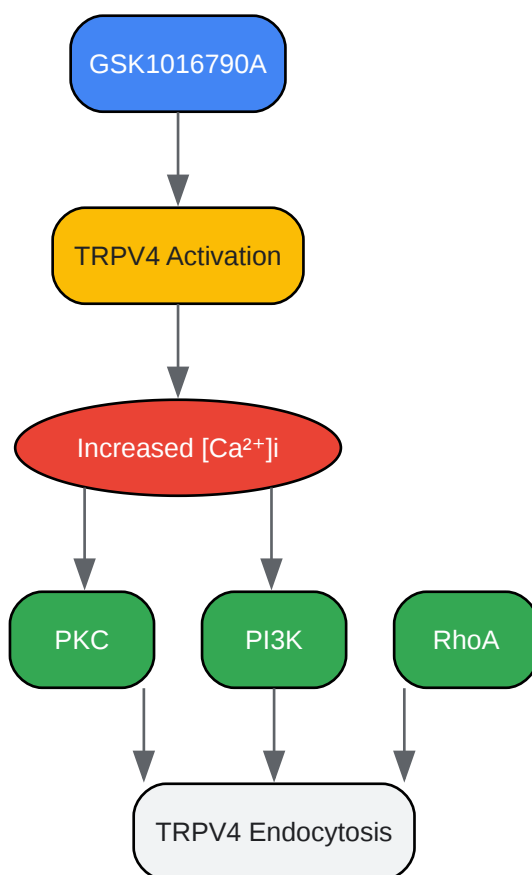 GSK1016790A
TRPV4 Activation
Increased [Ca²⁺]i
PKC
PI3K
RhoA
TRPV4 Endocytosis